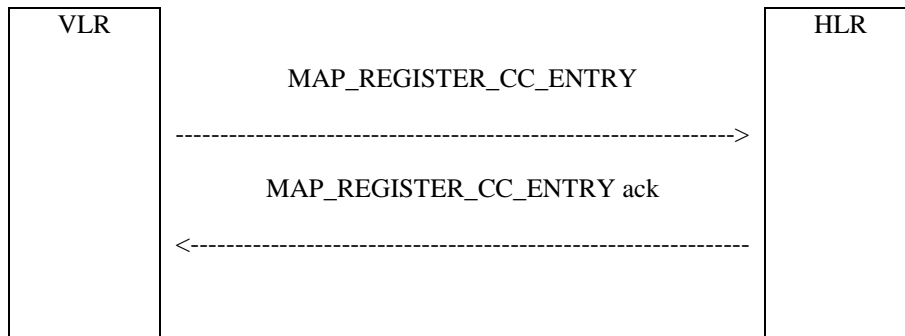 VLR HLR
MAP_REGISTER_CC_ENTRY
--------------------------------------------------------------->
MAP_REGISTER_CC_ENTRY ack
<---------------------------------------------------------------